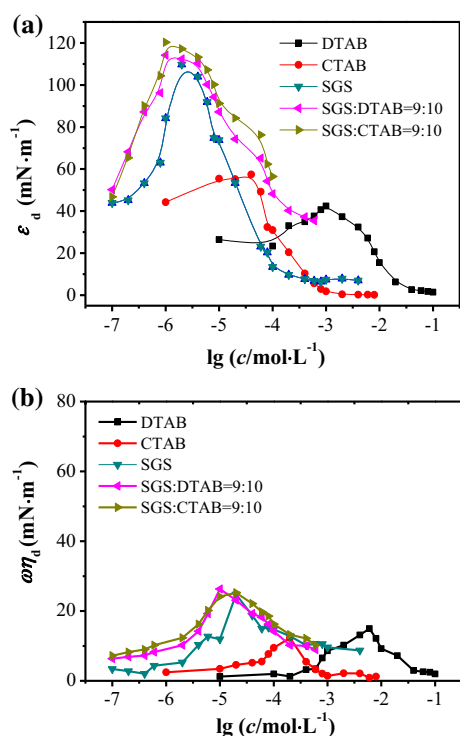 (a)
DTAB
CTAB
SGS
SGS:DTAB=9:10
SGS:CTAB=9:10
120
100
80
60
40
20
0
ε_d (mN·m⁻¹)
-7 -6 -5 -4 -3 -2 -1
lg (c/mol·L⁻¹)
(b)
80
60
40
20
0
DTAB
CTAB
SGS
SGS:DTAB=9:10
SGS:CTAB=9:10
ωη_d (mN·m⁻¹)
-7 -6 -5 -4 -3 -2 -1
lg (c/mol·L⁻¹)